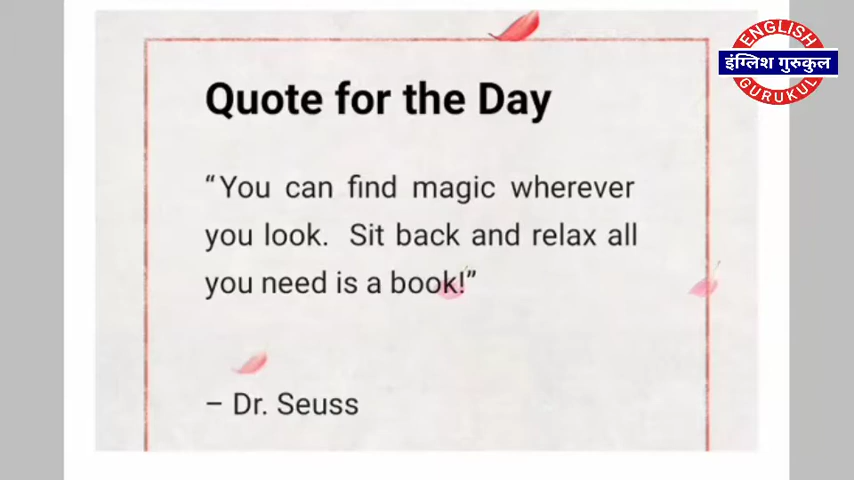 ENGLISH
इंग्लिश गुरुकुल
GURUKUL
Quote for the Day
“You can find magic wherever
you look. Sit back and relax all
you need is a book!”
– Dr. Seuss